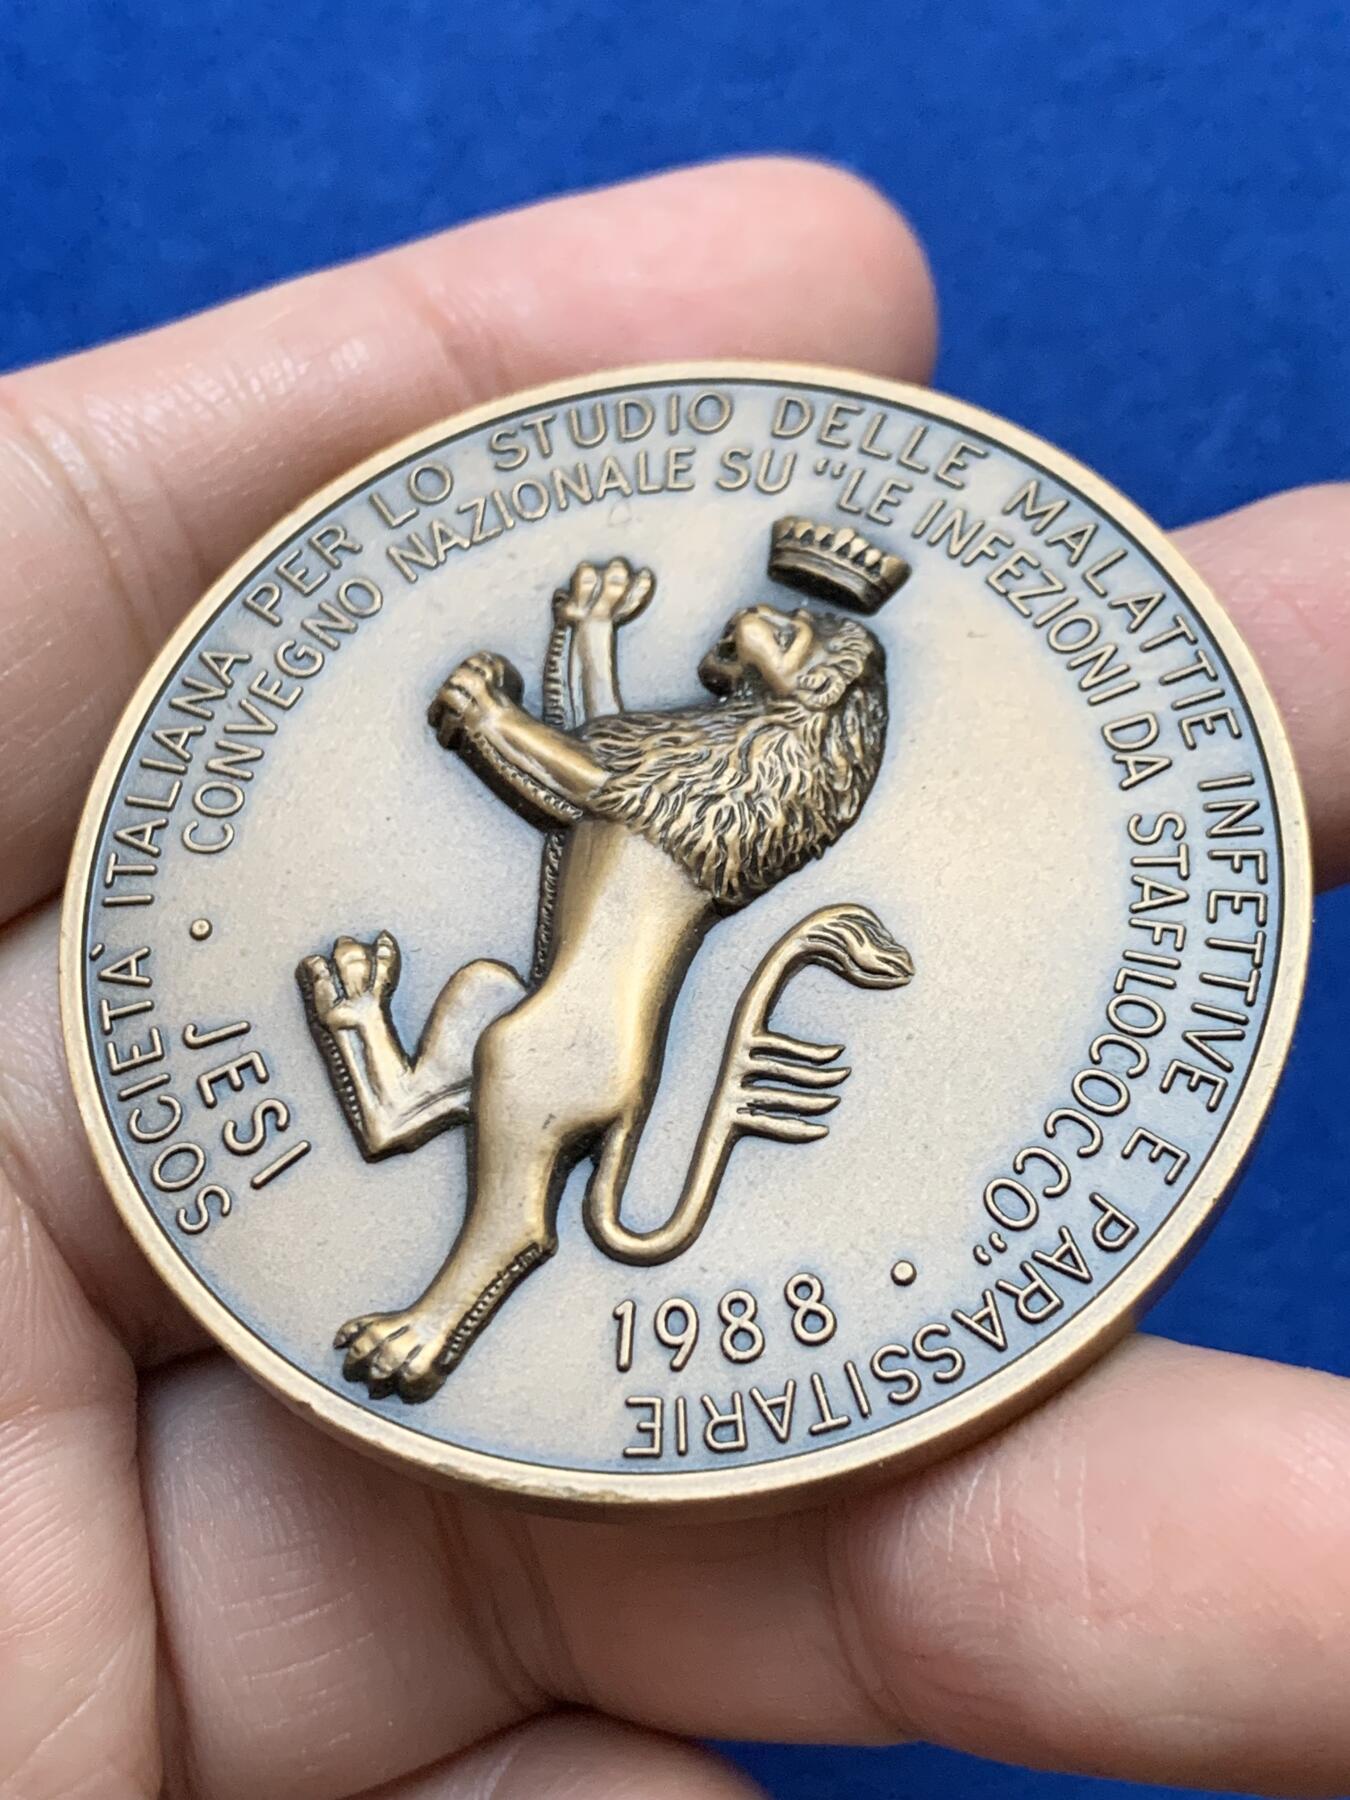 SOCIETÀ ITALIANA PER LO STUDIO DELLE MALATTIE INFETTIVE E PARASSITARIE
CONVEGNO NAZIONALE SU "LE INFEZIONI DA STAFILOCOCCO"
JESI
1988